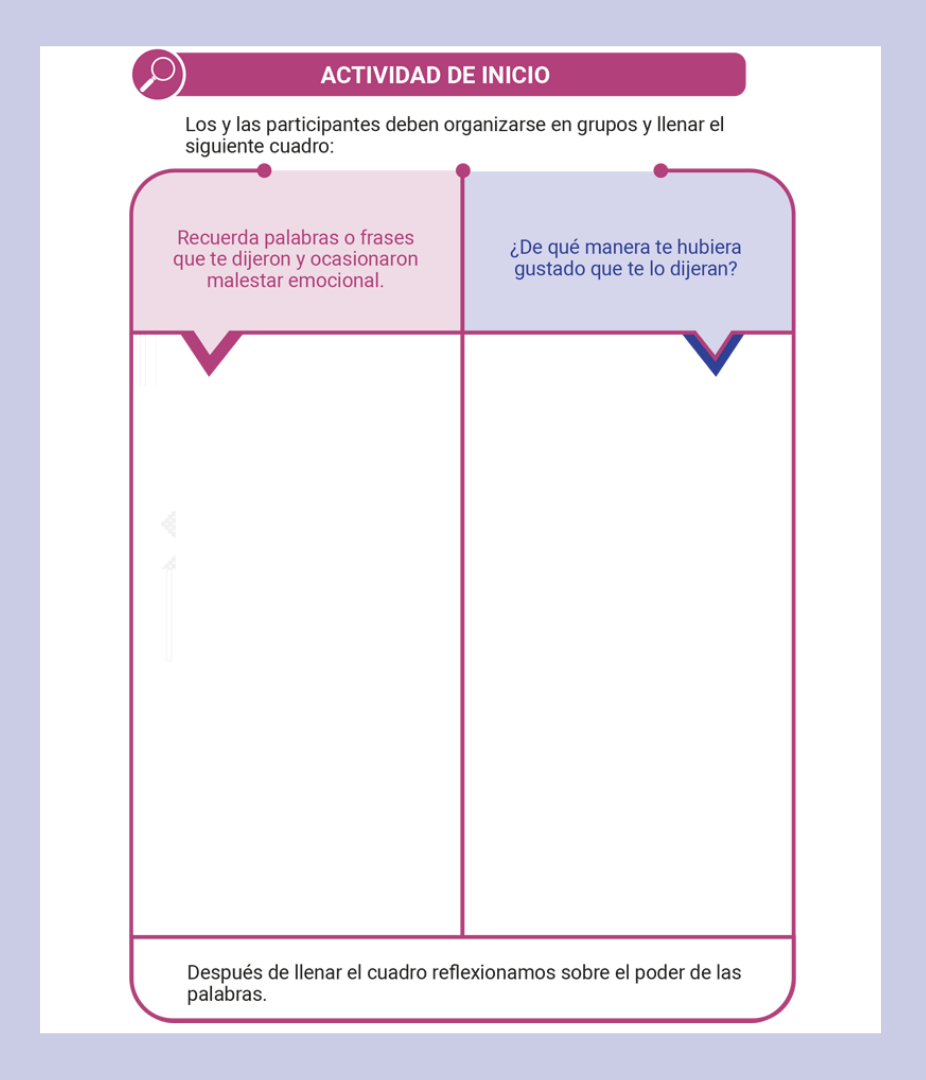 ACTIVIDAD DE INICIO
Los y las participantes deben organizarse en grupos y llenar el
siguiente cuadro:
Recuerda palabras o frases
que te dijeron y ocasionaron
malestar emocional.
¿De qué manera te hubiera
gustado que te lo dijeran?
Después de llenar el cuadro reflexionamos sobre el poder de las
palabras.